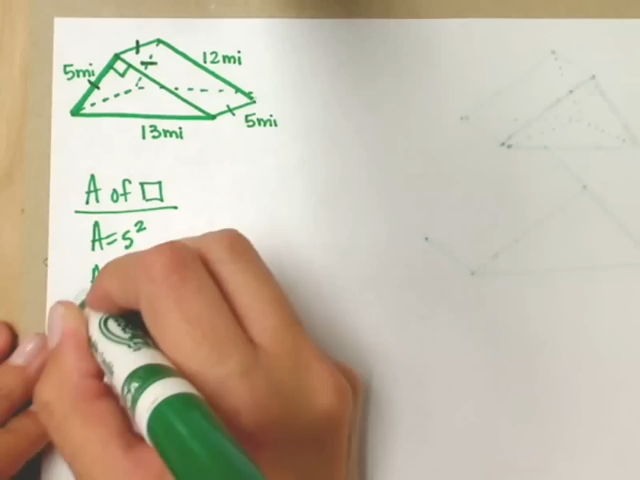 5mi
12mi
13mi
5mi
A of □
A=s²
A